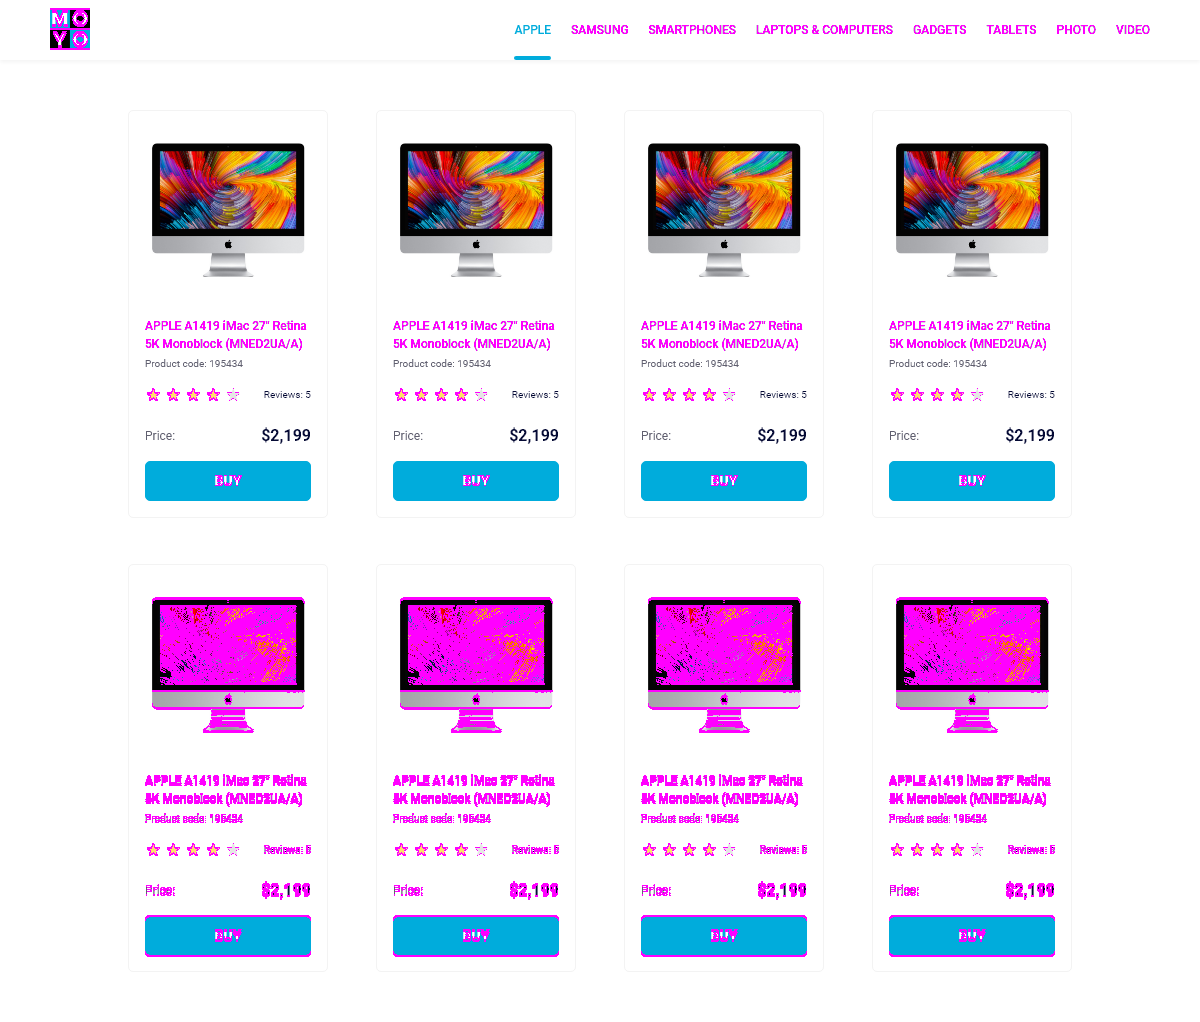 MO
YO
APPLE SAMSUNG SMARTPHONES LAPTOPS & COMPUTERS GADGETS TABLETS PHOTO VIDEO
APPLE A1419 iMac 27" Retina APPLE A1419 iMac 27" Retina APPLE A1419 iMac 27" Retina APPLE A1419 iMac 27" Retina
5K Monoblock (MNED2UA/A) 5K Monoblock (MNED2UA/A) 5K Monoblock (MNED2UA/A) 5K Monoblock (MNED2UA/A)
Product code: 195434 Product code: 195434 Product code: 195434 Product code: 195434
Reviews: 5 Reviews: 5 Reviews: 5 Reviews: 5
Price: $2,199 Price: $2,199 Price: $2,199 Price: $2,199
BUY BUY BUY BUY
APPLE A1419 iMac 27" Retina APPLE A1419 iMac 27" Retina APPLE A1419 iMac 27" Retina APPLE A1419 iMac 27" Retina
5K Monoblock (MNED2UA/A) 5K Monoblock (MNED2UA/A) 5K Monoblock (MNED2UA/A) 5K Monoblock (MNED2UA/A)
Product code: 195434 Product code: 195434 Product code: 195434 Product code: 195434
Reviews: 5 Reviews: 5 Reviews: 5 Reviews: 5
Price: $2,199 Price: $2,199 Price: $2,199 Price: $2,199
BUY BUY BUY BUY